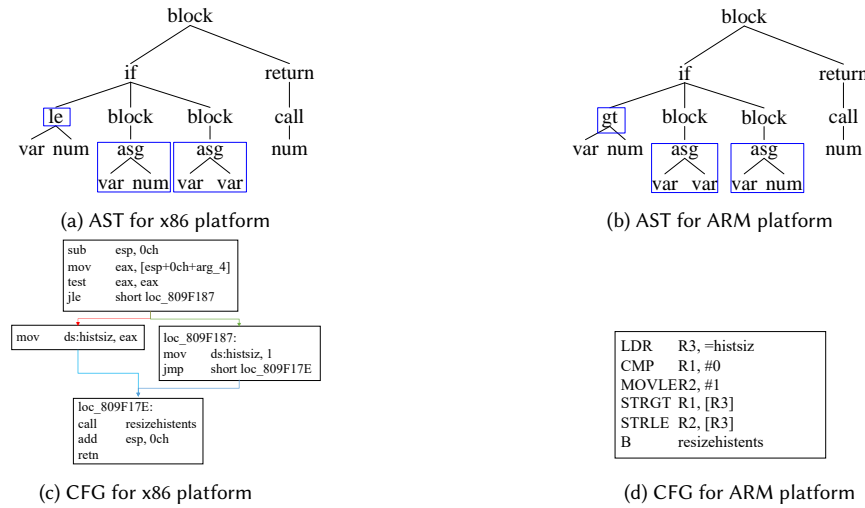 block
if return
le block block call
var num asg asg num
var num var var
(a) AST for x86 platform
block
if return
gt block block call
var num asg asg num
var var var num
(b) AST for ARM platform
sub esp, 0ch
mov eax, [esp+0ch+arg_4]
test eax, eax
jle short loc_809F187
mov ds:histsiz, eax
loc_809F187:
mov ds:histsiz, 1
jmp short loc_809F17E
loc_809F17E:
call resizehistents
add esp, 0ch
retn
(c) CFG for x86 platform
LDR R3, =histsiz
CMP R1, #0
MOVLE R2, #1
STRGT R1, [R3]
STRLE R2, [R3]
B resizehistents
(d) CFG for ARM platform